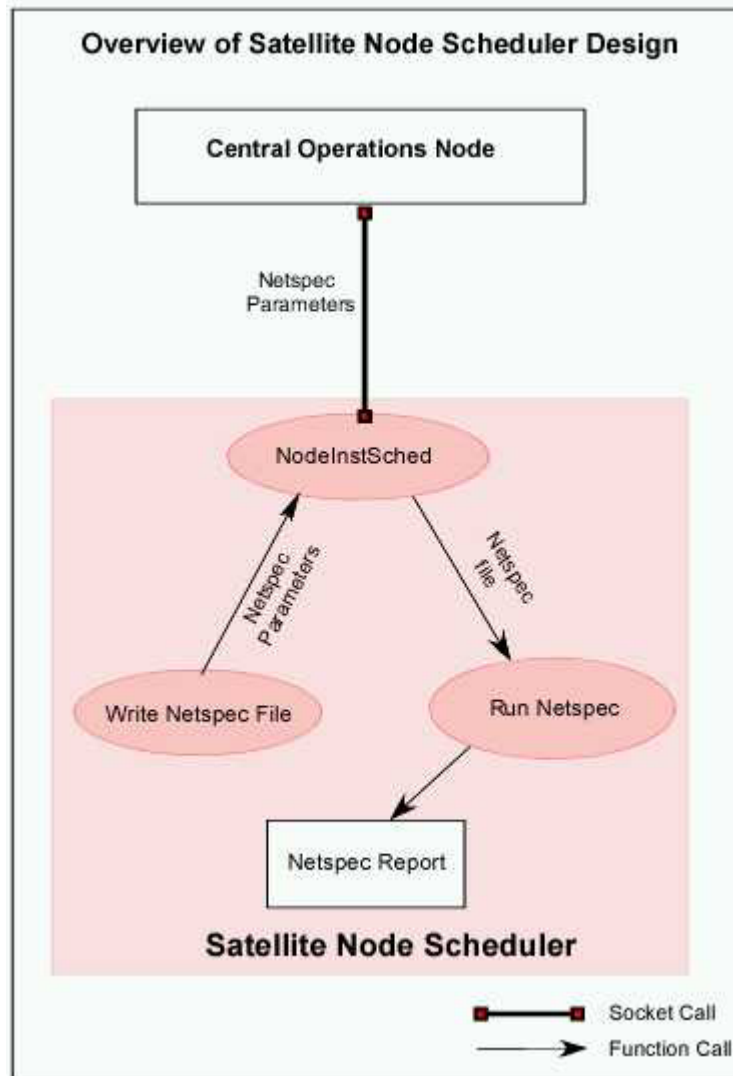 Overview of Satellite Node Scheduler Design
Central Operations Node
Netspec
Parameters
NodeInstSched
Netspec
Parameters
Netspec
file
Write Netspec File
Run Netspec
Netspec Report
Satellite Node Scheduler
Socket Call
Function Call